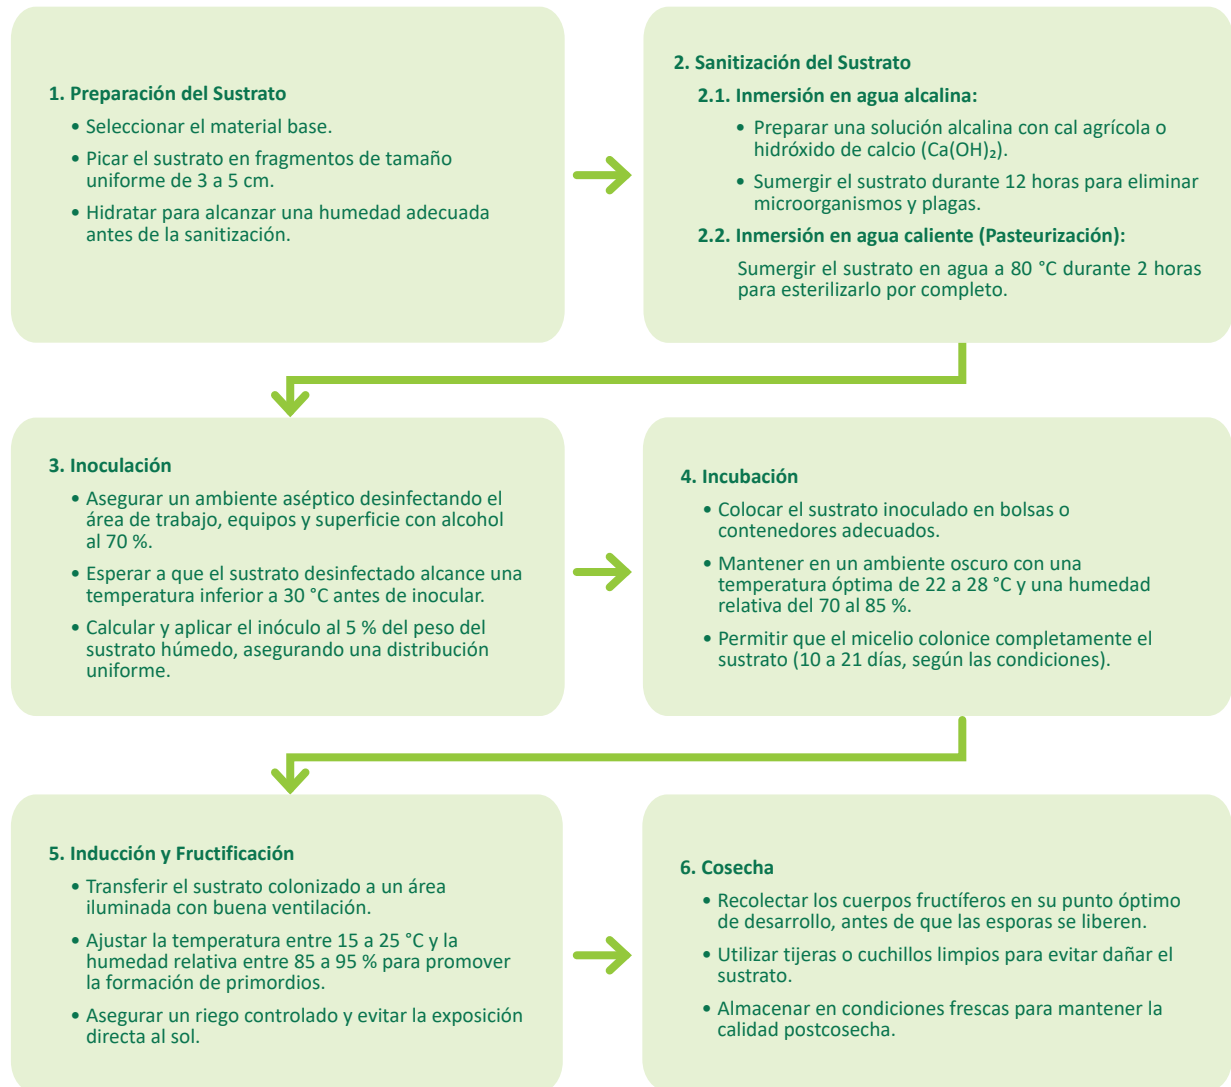 1. Preparación del Sustrato
• Seleccionar el material base.
• Picar el sustrato en fragmentos de tamaño
uniforme de 3 a 5 cm.
• Hidratar para alcanzar una humedad adecuada
antes de la sanitización.
2. Sanitización del Sustrato
2.1. Inmersión en agua alcalina:
• Preparar una solución alcalina con cal agrícola o
hidróxido de calcio (Ca(OH)₂).
• Sumergir el sustrato durante 12 horas para eliminar
microorganismos y plagas.
2.2. Inmersión en agua caliente (Pasteurización):
Sumergir el sustrato en agua a 80 °C durante 2 horas
para esterilizarlo por completo.
3. Inoculación
• Asegurar un ambiente aséptico desinfectando el
área de trabajo, equipos y superficie con alcohol
al 70 %.
• Esperar a que el sustrato desinfectado alcance una
temperatura inferior a 30 °C antes de inocular.
• Calcular y aplicar el inóculo al 5 % del peso del
sustrato húmedo, asegurando una distribución
uniforme.
4. Incubación
• Colocar el sustrato inoculado en bolsas o
contenedores adecuados.
• Mantener en un ambiente oscuro con una
temperatura óptima de 22 a 28 °C y una humedad
relativa del 70 al 85 %.
• Permitir que el micelio colonice completamente el
sustrato (10 a 21 días, según las condiciones).
5. Inducción y Fructificación
• Transferir el sustrato colonizado a un área
iluminada con buena ventilación.
• Ajustar la temperatura entre 15 a 25 °C y la
humedad relativa entre 85 a 95 % para promover
la formación de primordios.
• Asegurar un riego controlado y evitar la exposición
directa al sol.
6. Cosecha
• Recolectar los cuerpos fructíferos en su punto óptimo
de desarrollo, antes de que las esporas se liberen.
• Utilizar tijeras o cuchillos limpios para evitar dañar el
sustrato.
• Almacenar en condiciones frescas para mantener la
calidad postcosecha.